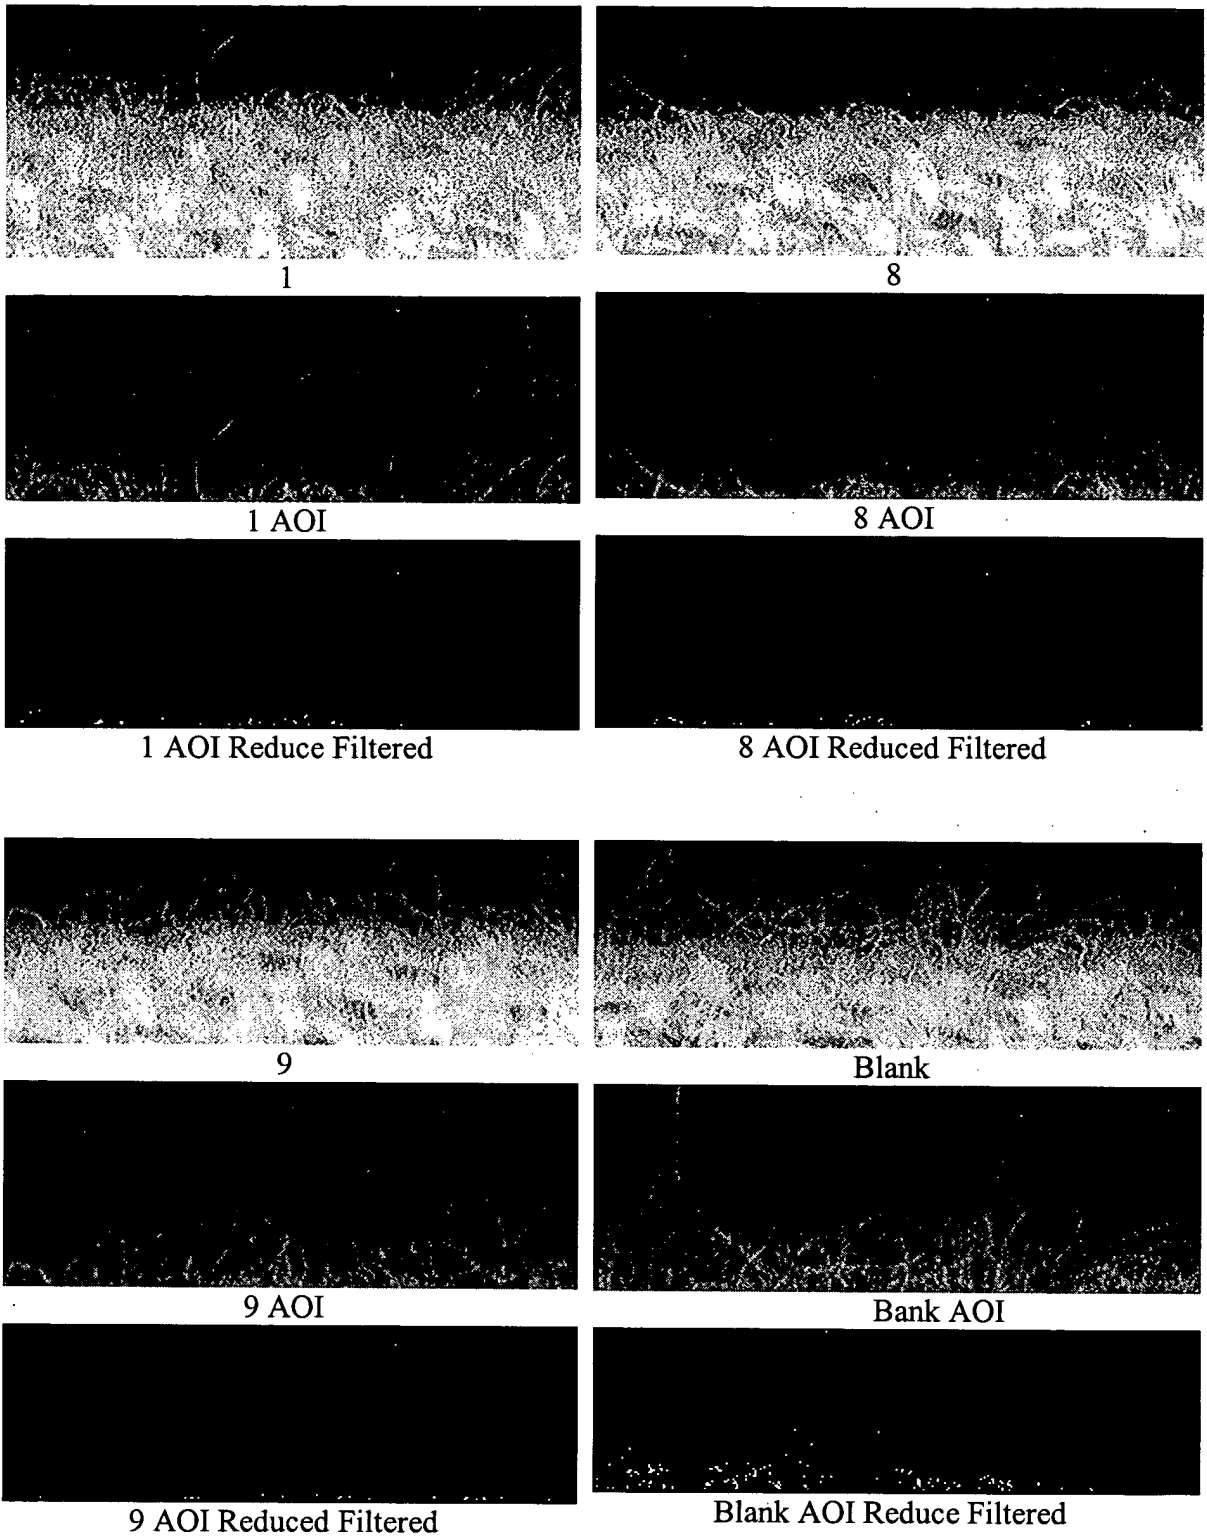 1
8
1 AOI
8 AOI
1 AOI Reduce Filtered
8 AOI Reduced Filtered
9
Blank
9 AOI
Bank AOI
9 AOI Reduced Filtered
Blank AOI Reduce Filtered